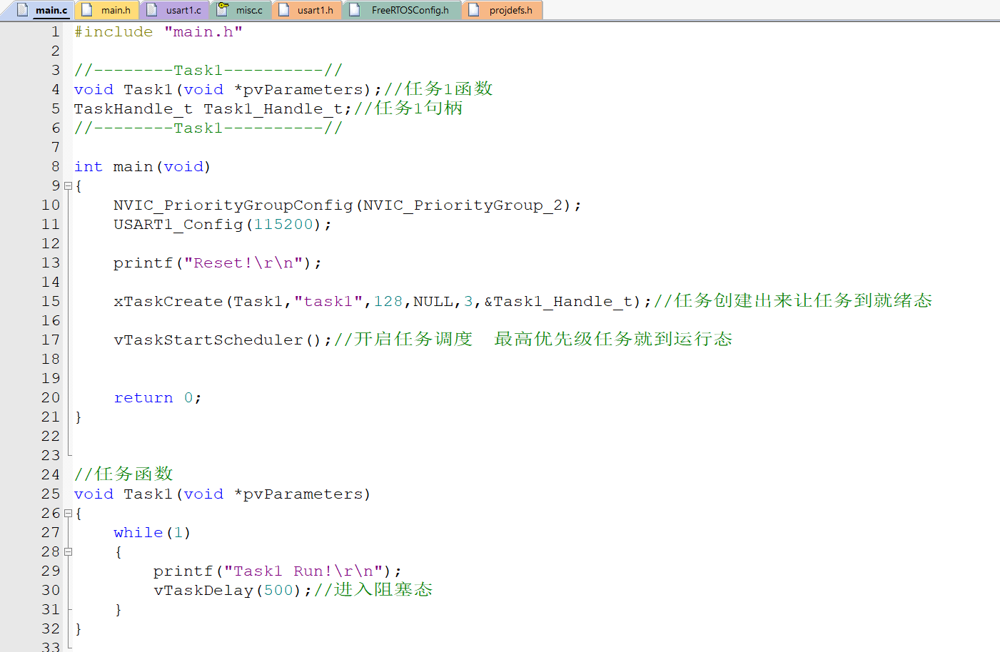 main.c main.h usart1.c misc.c usart1.h FreeRTOSConfig.h projdefs.h
1 #include "main.h"
2
3 //--------Task1----------//
4 void Task1(void *pvParameters);//任务1函数
5 TaskHandle_t Task1_Handle_t;//任务1句柄
6 //--------Task1----------//
7
8 int main(void)
9 {
10 NVIC_PriorityGroupConfig(NVIC_PriorityGroup_2);
11 USART1_Config(115200);
12
13 printf("Reset!\r\n");
14
15 xTaskCreate(Task1,"task1",128,NULL,3,&Task1_Handle_t);//任务创建出来让任务到就绪态
16
17 vTaskStartScheduler();//开启任务调度 最高优先级任务就到运行态
18
19
20 return 0;
21 }
22
23
24 //任务函数
25 void Task1(void *pvParameters)
26 {
27 while(1)
28 {
29 printf("Task1 Run!\r\n");
30 vTaskDelay(500);//进入阻塞态
31 }
32 }
33